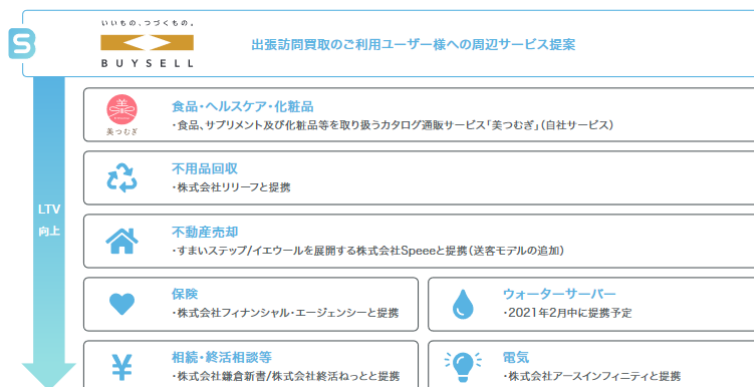 S
いいもの、つづくもの。
BUYSELL
出張訪問買取のご利用ユーザー様への周辺サービス提案
LTV
向上
美つむぎ
食品・ヘルスケア・化粧品
・食品、サプリメント及び化粧品等を取り扱うカタログ通販サービス「美つむぎ」(自社サービス)
不用品回収
・株式会社リリーフと提携
不動産売却
・すまいステップ/イエウールを展開する株式会社Speeeと提携(送客モデルの追加)
保険
・株式会社フィナンシャル・エージェンシーと提携
ウォーターサーバー
・2021年2月中に提携予定
¥
相続・終活相談等
・株式会社鎌倉新書/株式会社終活ねっとと提携
電気
・株式会社アースインフィニティと提携